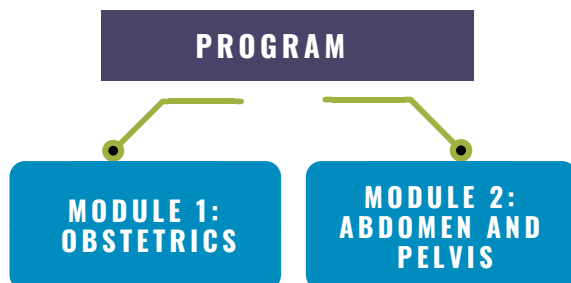 PROGRAM
MODULE 1:
OBSTETRICS
MODULE 2:
ABDOMEN AND
PELVIS